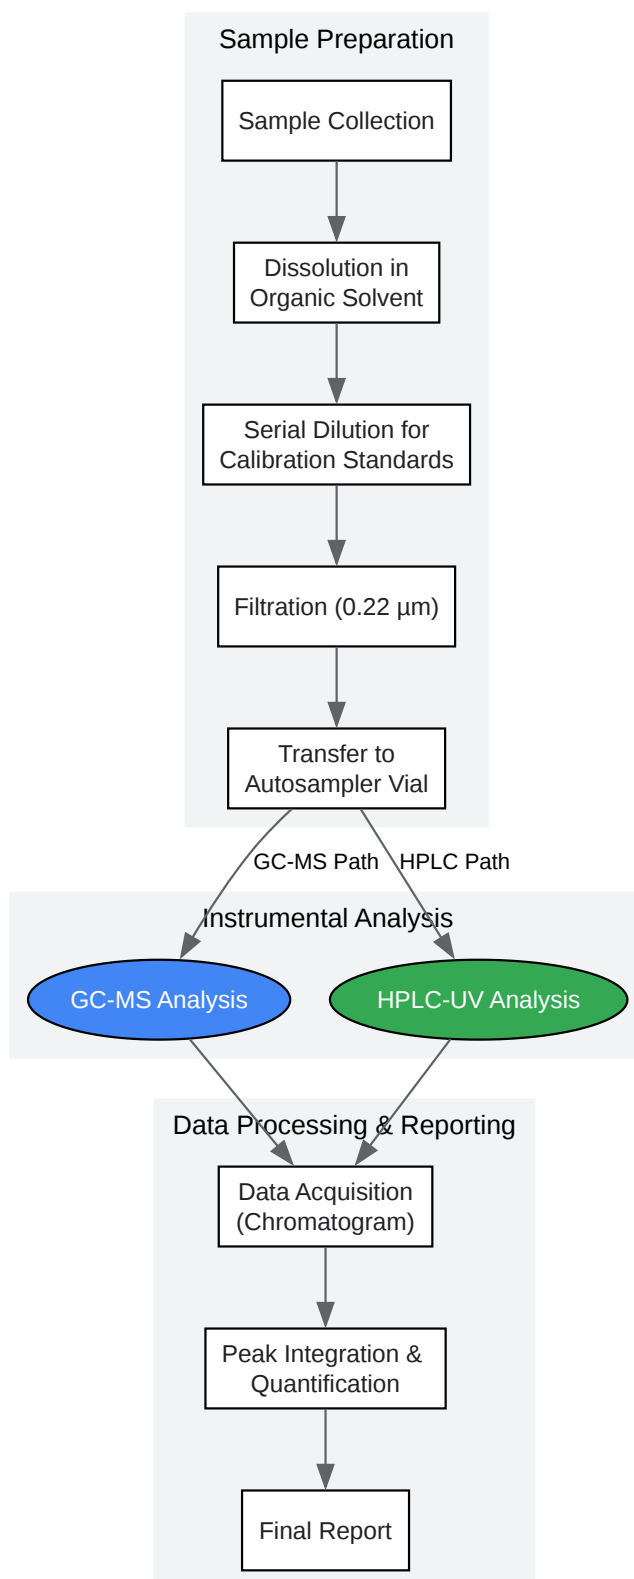 Sample Preparation
Sample Collection
Dissolution in
Organic Solvent
Serial Dilution for
Calibration Standards
Filtration (0.22 µm)
Transfer to
Autosampler Vial
GC-MS Path
HPLC Path
Instrumental Analysis
GC-MS Analysis
HPLC-UV Analysis
Data Processing & Reporting
Data Acquisition
(Chromatogram)
Peak Integration &
Quantification
Final Report